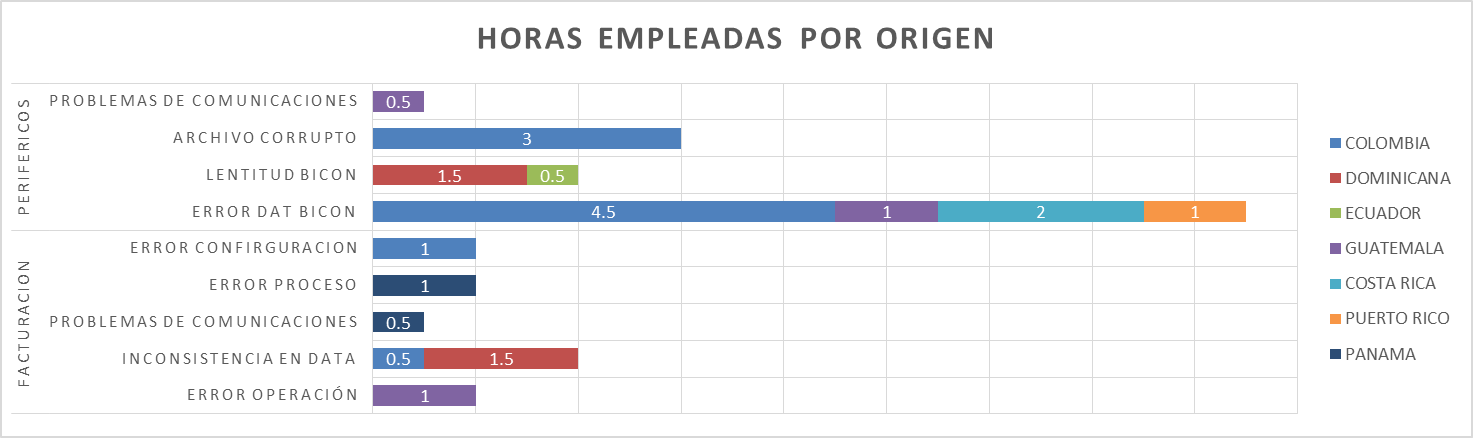 HORAS EMPLEADAS POR ORIGEN
PERIFERICOS
PROBLEMAS DE COMUNICACIONES
0.5
ARCHIVO CORRUPTO
3
LENTITUD BICON
1.5 0.5
ERROR DAT BICON
4.5 1 2 1
FACTURACION
ERROR CONFIRGURACION
1
ERROR PROCESO
1
PROBLEMAS DE COMUNICACIONES
0.5
INCONSISTENCIA EN DATA
0.5 1.5
ERROR OPERACIÓN
1
COLOMBIA
DOMINICANA
ECUADOR
GUATEMALA
COSTA RICA
PUERTO RICO
PANAMA